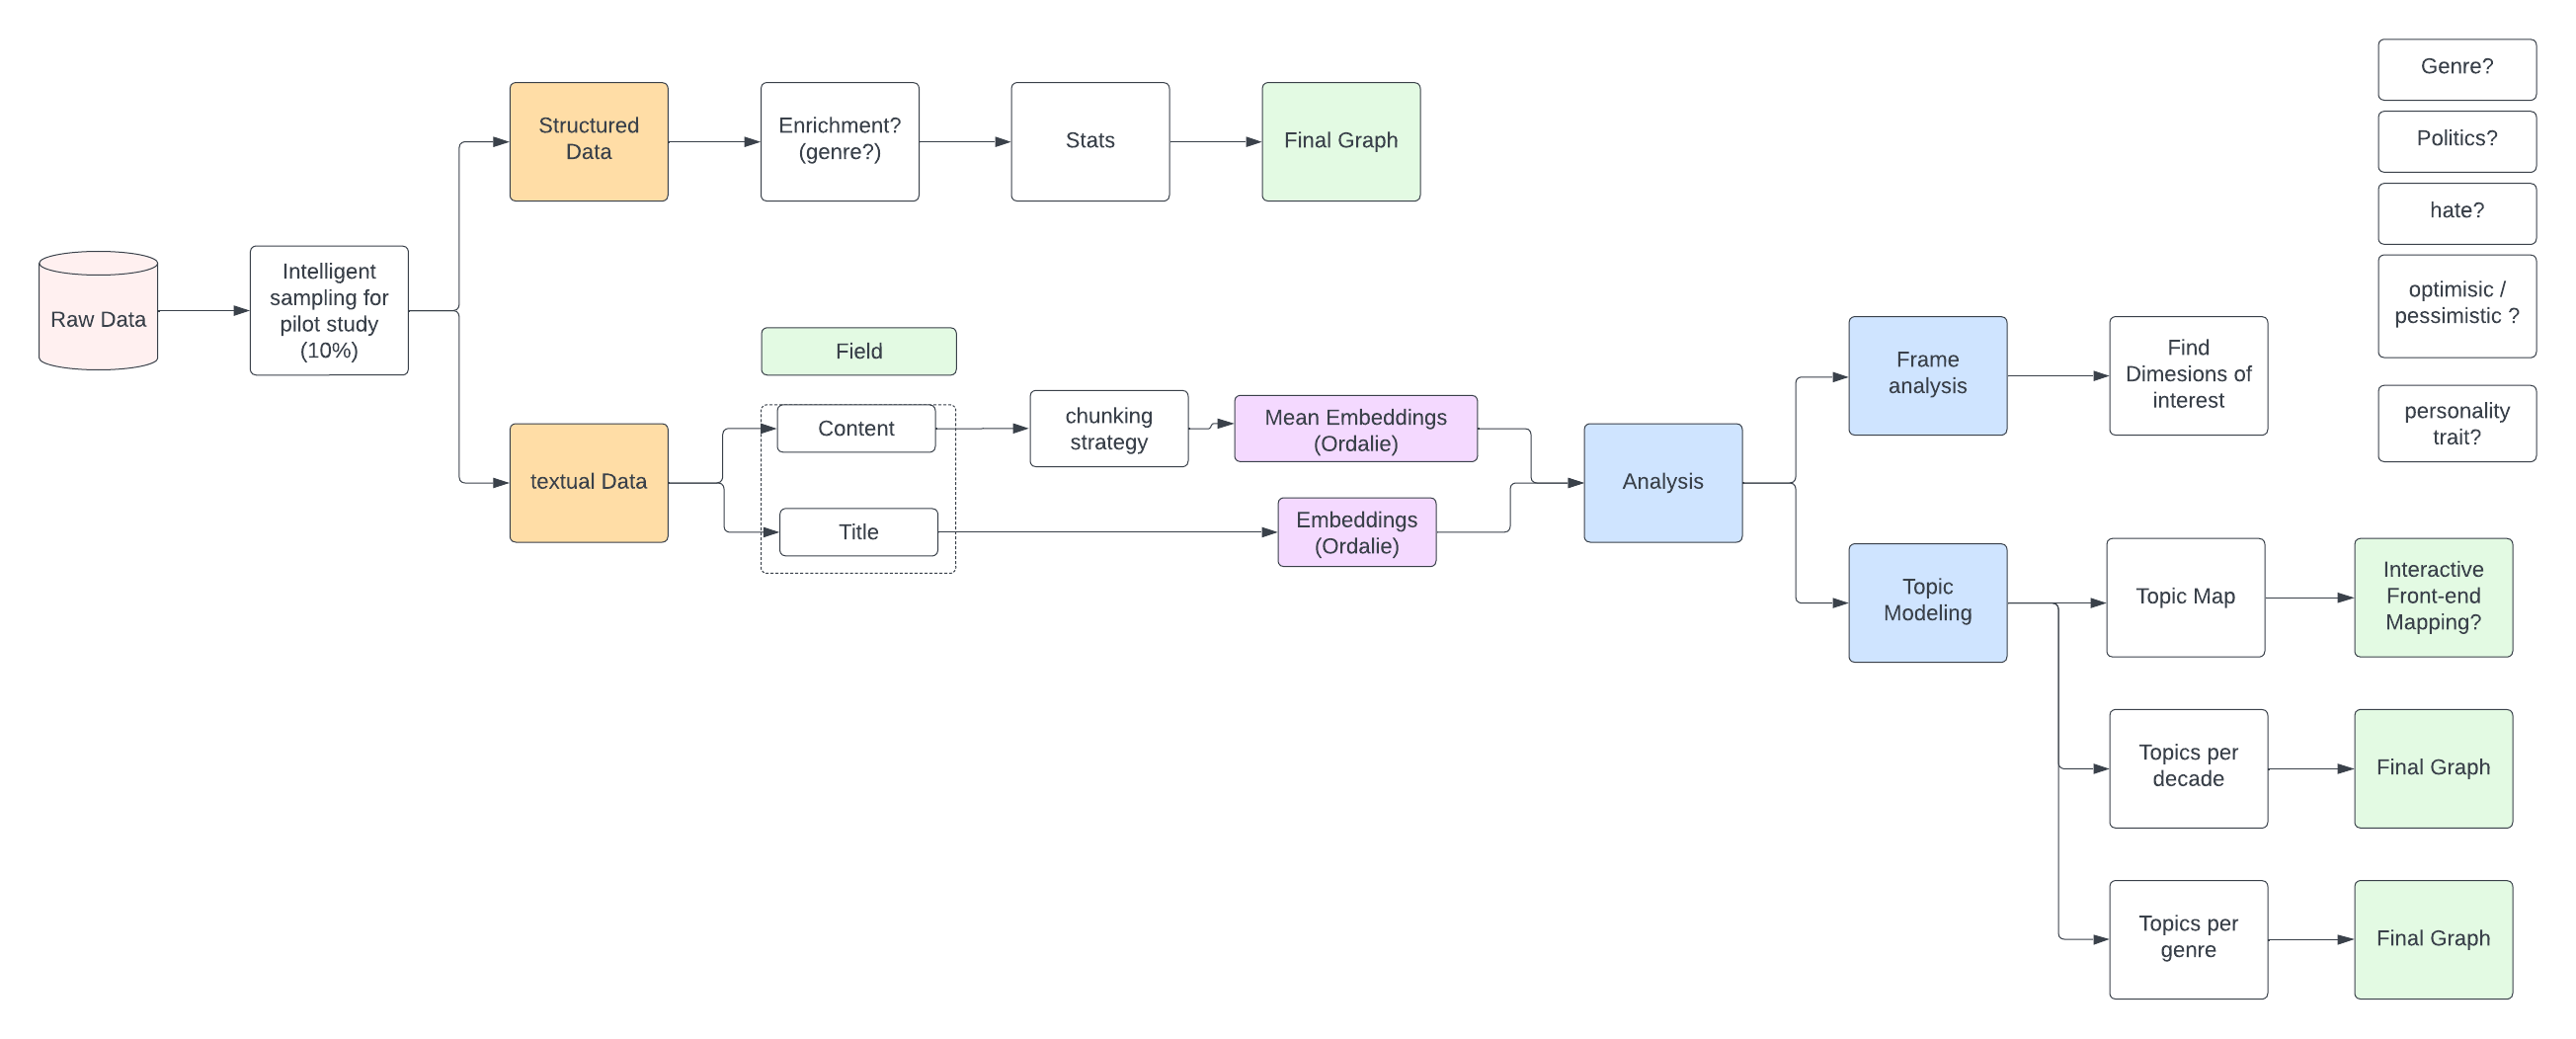 Raw Data
Intelligent
sampling for
pilot study
(10%)
Structured
Data
Enrichment?
(genre?)
Stats
Final Graph
textual Data
Field
Content
Title
chunking
strategy
Mean Embeddings
(Ordalie)
Embeddings
(Ordalie)
Analysis
Frame
analysis
Find
Dimesions of
interest
Genre?
Politics?
hate?
optimisic /
pessimistic ?
personality
trait?
Topic
Modeling
Topic Map
Interactive
Front-end
Mapping?
Topics per
decade
Final Graph
Topics per
genre
Final Graph